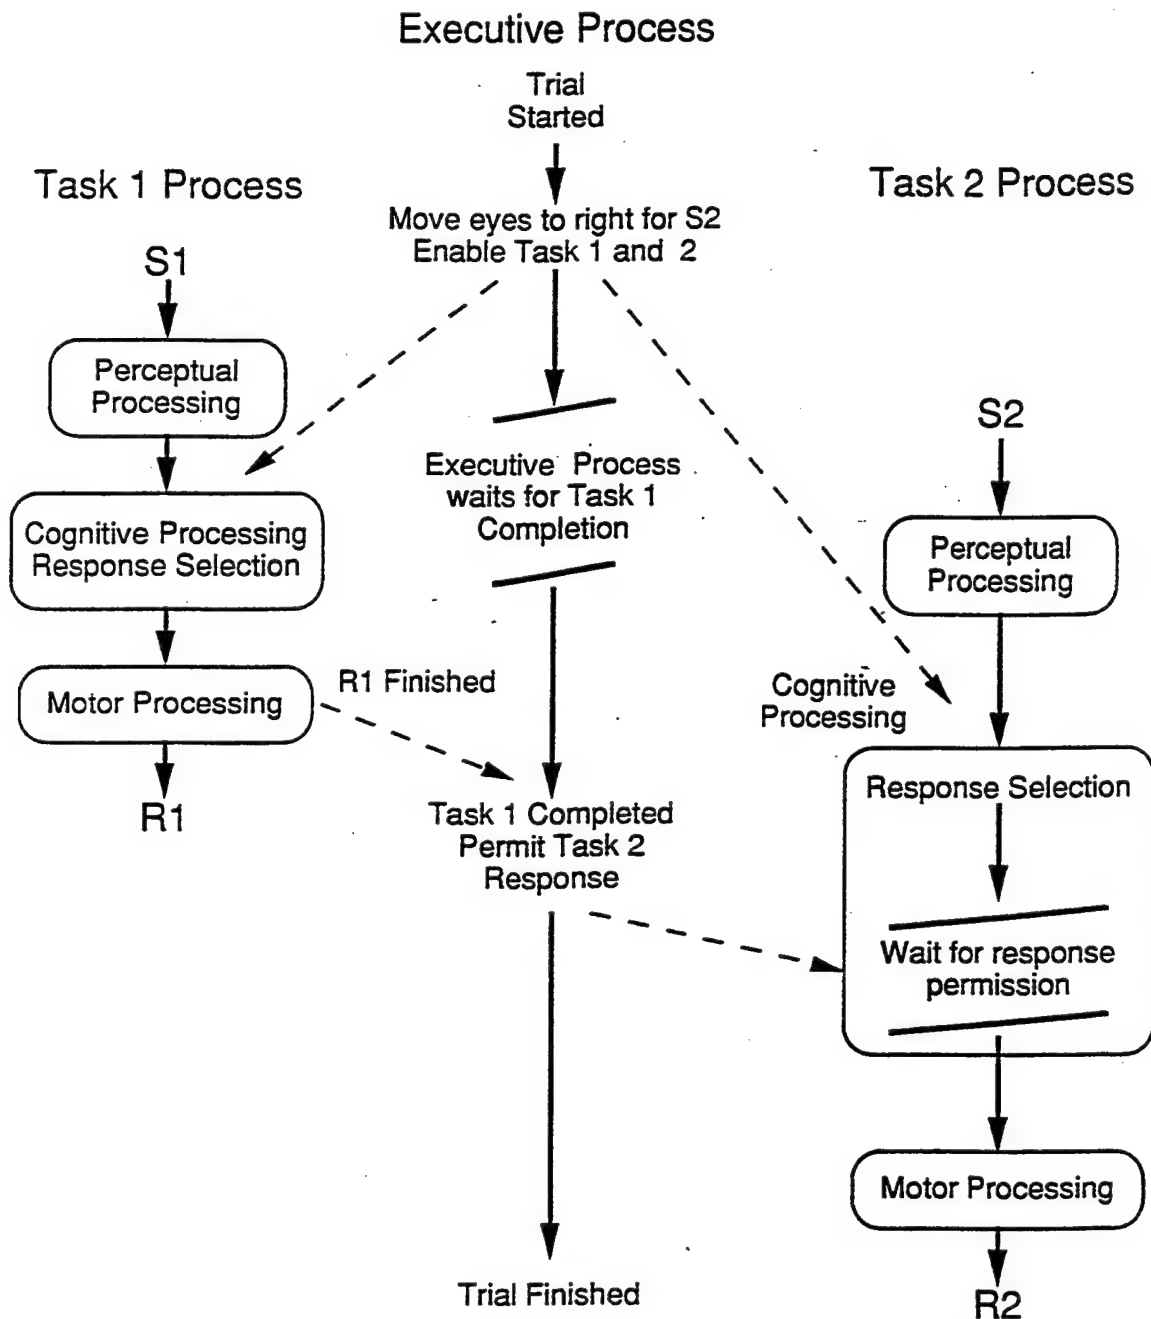 Executive Process
Trial
Started
Task 1 Process
Task 2 Process
Move eyes to right for S2
Enable Task 1 and 2
S1
Perceptual
Processing
S2
Executive Process
waits for Task 1
Completion
Cognitive Processing
Response Selection
Perceptual
Processing
Motor Processing
R1 Finished
Cognitive
Processing
R1
Response Selection
Task 1 Completed
Permit Task 2
Response
Wait for response
permission
Motor Processing
Trial Finished
R2